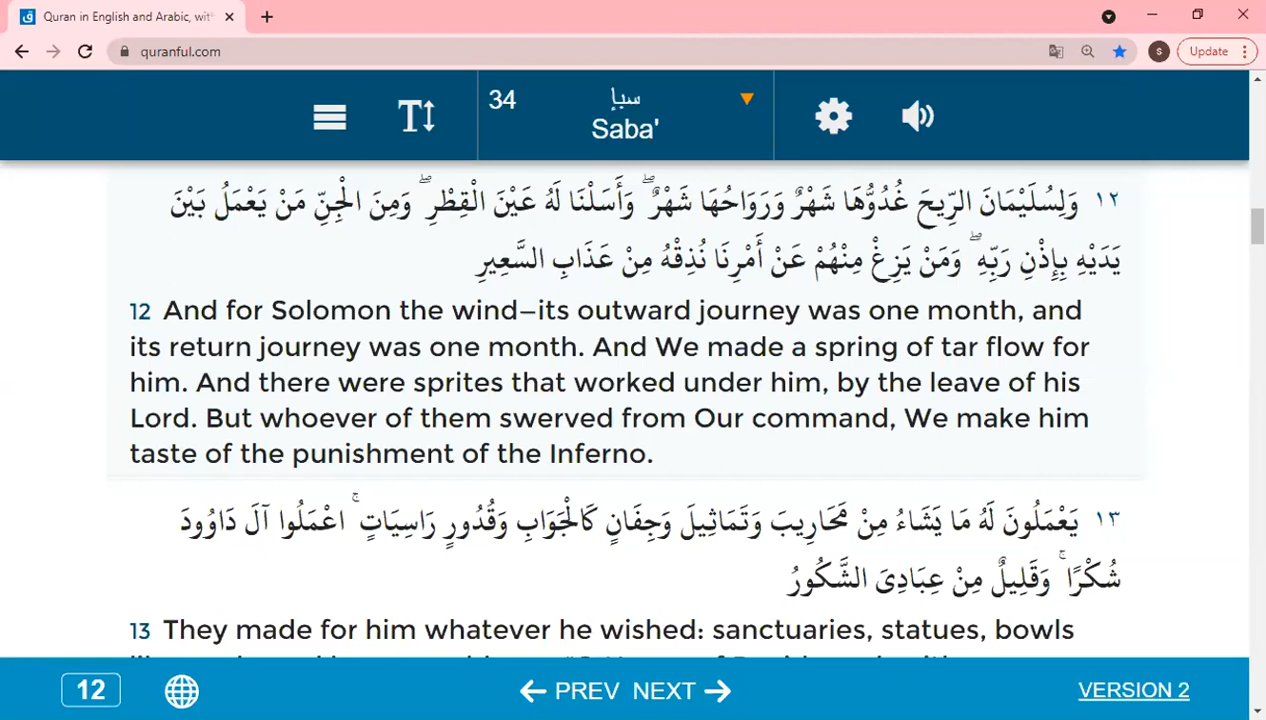 Quran in English and Arabic, wit
quranful.com
S
Update
34
سبإ
Saba'
١٢ وَلِسُلَيْمَانَ الرِّيحَ غُدُوُّهَا شَهْرٌ وَرَوَاحُهَا شَهْرٌ ۖ وَأَسَلْنَا لَهُ عَيْنَ الْقِطْرِ ۖ وَمِنَ الْجِنِّ مَنْ يَعْمَلُ بَيْنَ
يَدَيْهِ بِإِذْنِ رَبِّهِ ۖ وَمَنْ يَزِغْ مِنْهُمْ عَنْ أَمْرِنَا نُذِقْهُ مِنْ عَذَابِ السَّعِيرِ
12 And for Solomon the wind—its outward journey was one month, and
its return journey was one month. And We made a spring of tar flow for
him. And there were sprites that worked under him, by the leave of his
Lord. But whoever of them swerved from Our command, We make him
taste of the punishment of the Inferno.
١٣ يَعْمَلُونَ لَهُ مَا يَشَاءُ مِنْ مَحَارِيبَ وَتَمَاثِيلَ وَجِفَانٍ كَالْجَوَابِ وَقُدُورٍ رَاسِيَاتٍ ۚ اعْمَلُوا آلَ دَاوُودَ
شُكْرًا ۚ وَقَلِيلٌ مِنْ عِبَادِيَ الشَّكُورُ
13 They made for him whatever he wished: sanctuaries, statues, bowls
12
PREV NEXT
VERSION 2